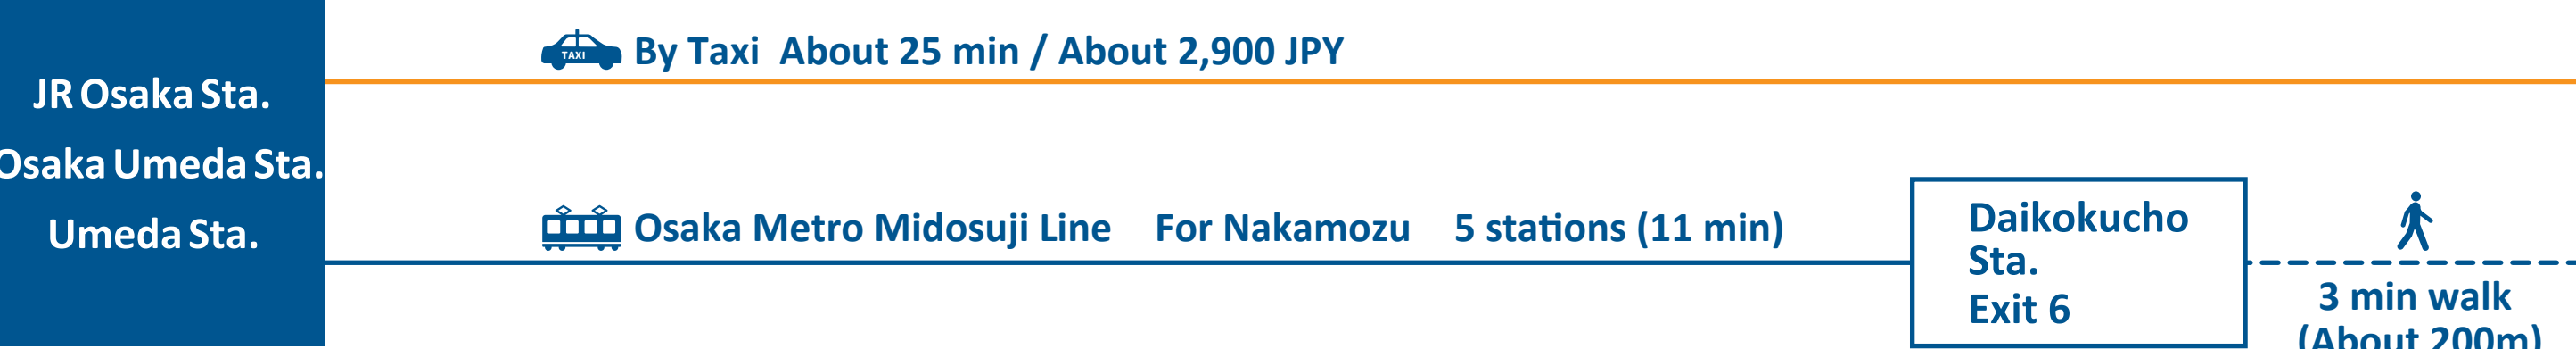 JR Osaka Sta.
Osaka Umeda Sta.
Umeda Sta.
TAXI
By Taxi About 25 min / About 2,900 JPY
Osaka Metro Midosuji Line For Nakamozu 5 stations (11 min)
Daikokucho
Sta.
Exit 6
3 min walk
(About 200m)